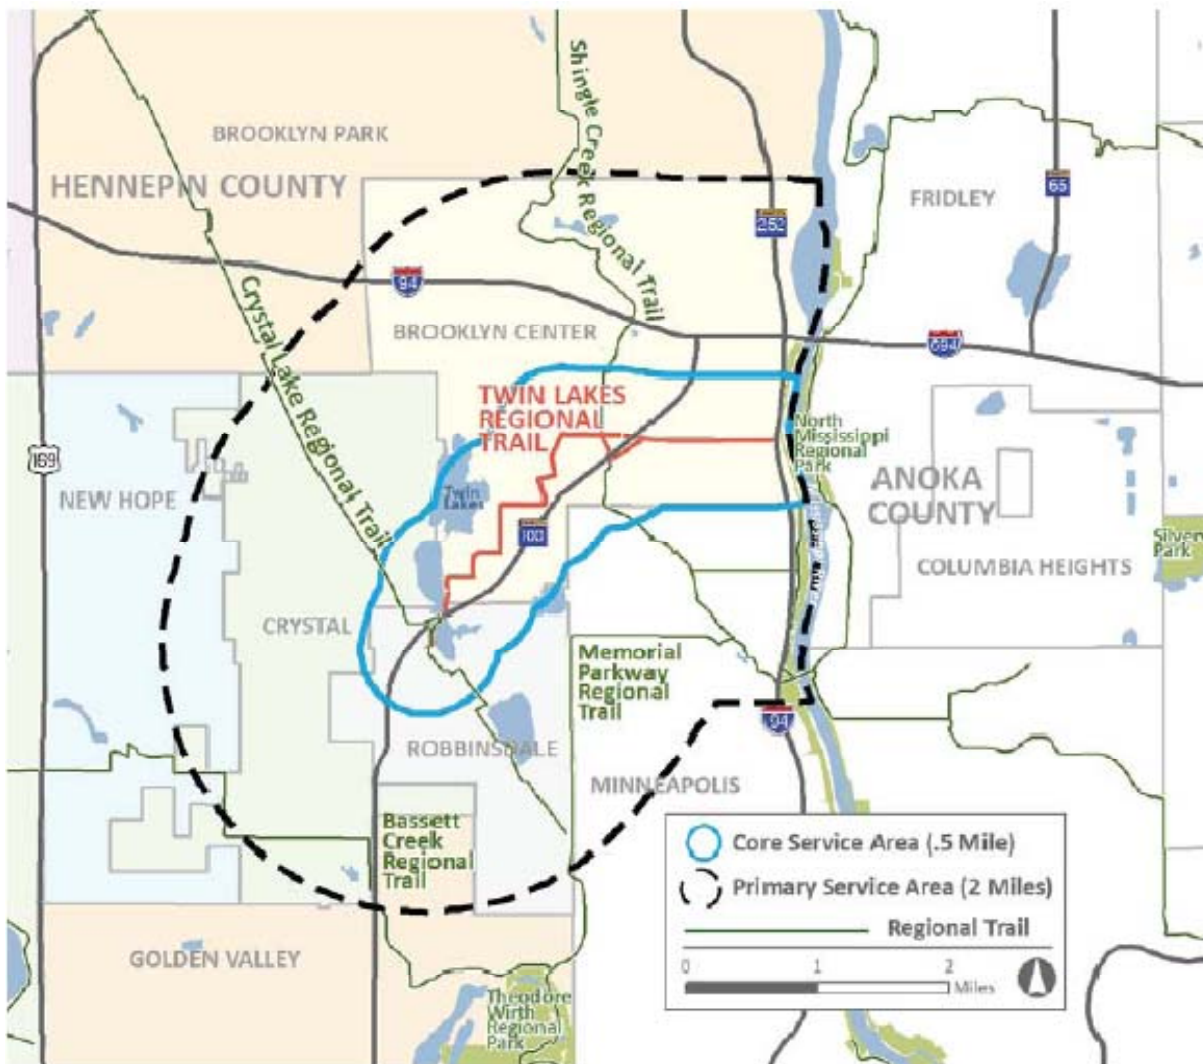 Shingle Creek Regional Trail
BROOKLYN PARK
HENNEPIN COUNTY
65
FRIDLEY
252
94
Crystal Lake Regional Trail
BROOKLYN CENTER
694
TWIN LAKES
REGIONAL
TRAIL
North
Mississippi
Regional
Park
169
NEW HOPE
Twin
Lakes
ANOKA
COUNTY
100
Silver
Park
COLUMBIA HEIGHTS
CRYSTAL
Memorial
Parkway
Regional
Trail
94
ROBBINSDALE
MINNEAPOLIS
Bassett
Creek
Regional
Trail
Core Service Area (.5 Mile)
Primary Service Area (2 Miles)
Regional Trail
0 1 2
Miles
GOLDEN VALLEY
Theodore
Wirth
Regional
Park